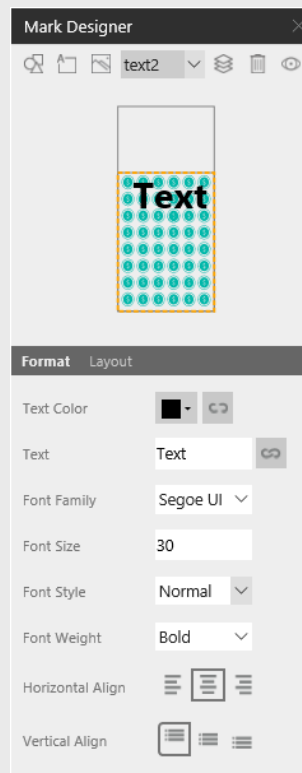 Mark Designer
text2
Text
Format Layout
Text Color
Text Text
Font Family Segoe UI
Font Size 30
Font Style Normal
Font Weight Bold
Horizontal Align
Vertical Align